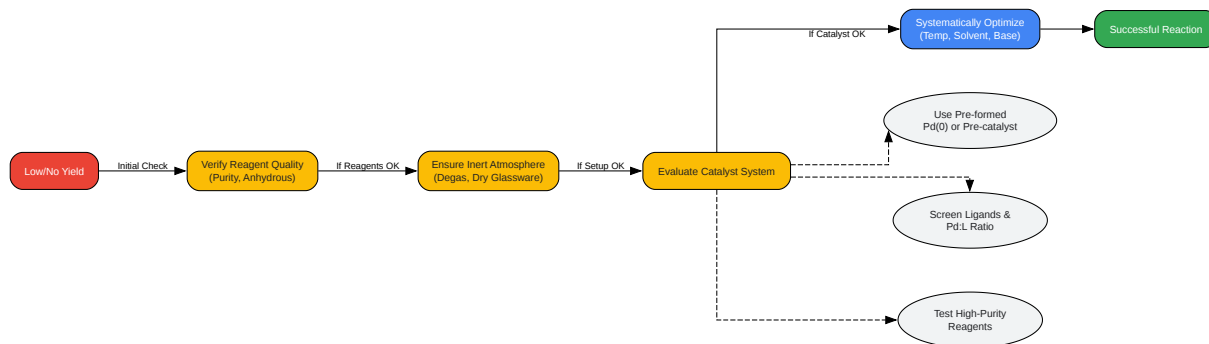 Low/No Yield
Initial Check
Verify Reagent Quality
(Purity, Anhydrous)
If Reagents OK
Ensure Inert Atmosphere
(Degas, Dry Glassware)
If Setup OK
Evaluate Catalyst System
If Catalyst OK
Systematically Optimize
(Temp, Solvent, Base)
Successful Reaction
Use Pre-formed
Pd(0) or Pre-catalyst
Screen Ligands &
Pd:L Ratio
Test High-Purity
Reagents